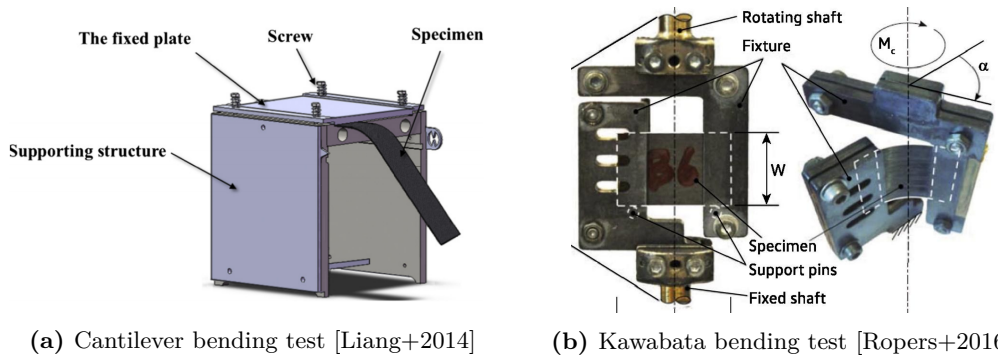 (a)
The fixed plate
Screw
Specimen
Supporting structure
(b)
Rotating shaft
Fixture
Mc
α
W
B6
Specimen
Support pins
Fixed shaft
(a) Cantilever bending test [Liang+2014]
(b) Kawabata bending test [Ropers+2016